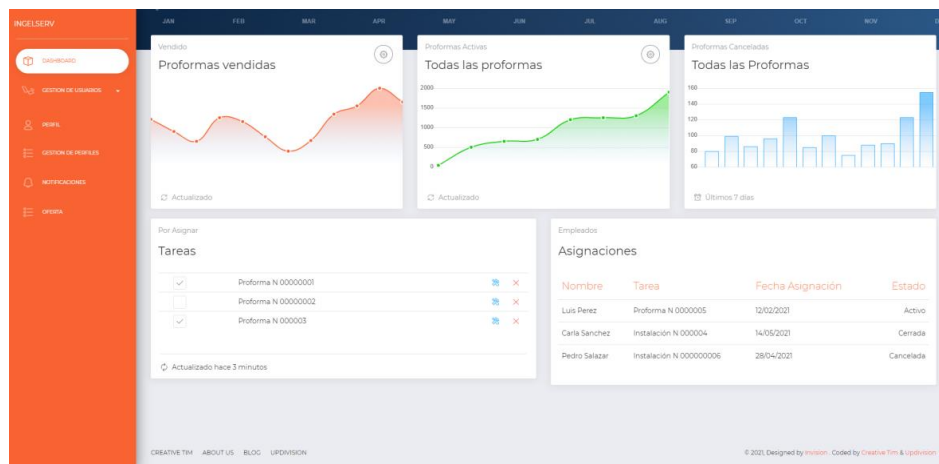 INGELSERV
DASHBOARD
GESTION DE USUARIOS
PERFIL
GESTION DE PERFILES
NOTIFICACIONES
OFERTA
JAN FEB MAR APR MAY JUN JUL AUG SEP OCT NOV
Vendido
Proformas vendidas
Actualizado
Proformas Activas
Todas las proformas
2000
1500
1000
500
0
Actualizado
Proformas Canceladas
Todas las Proformas
160
140
120
100
80
60
Últimos 7 días
Por Asignar
Tareas
Proforma N 00000001
Proforma N 00000002
Proforma N 000003
Actualizado hace 3 minutos
Empleados
Asignaciones
Nombre Tarea Fecha Asignación Estado
Luis Perez Proforma N 0000005 12/02/2021 Activo
Carla Sanchez Instalación N 000004 14/05/2021 Cerrada
Pedro Salazar Instalación N 000000006 28/04/2021 Cancelada
CREATIVE TIM ABOUT US BLOG UPDIVISION
© 2021, Designed by Invision . Coded by Creative Tim & Updivision